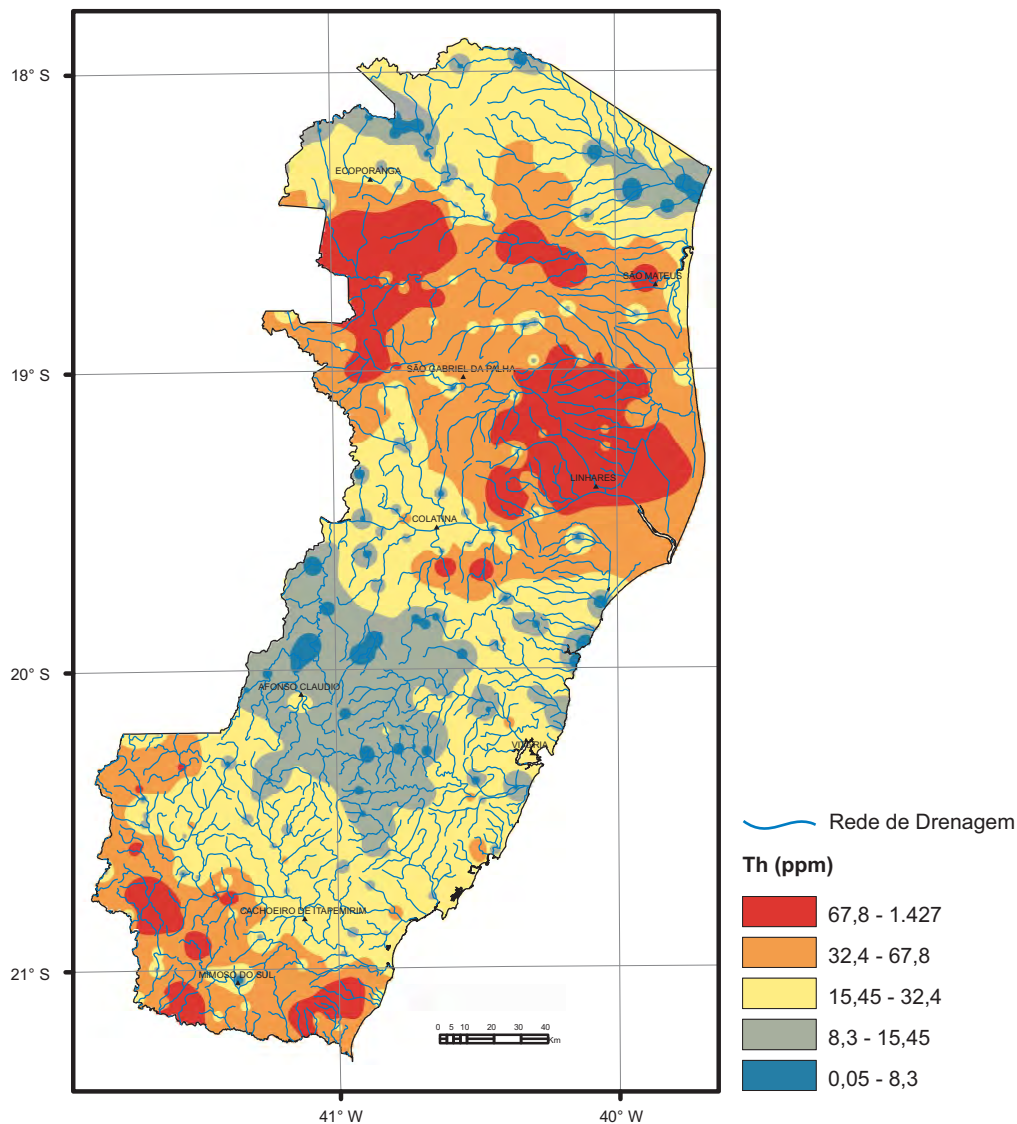 18° S
ECOPORANGA
SÃO MATEUS
19° S
SÃO GABRIEL DA PALHA
LINHARES
COLATINA
20° S
AFONSO CLAUDIO
VITÓRIA
CACHOEIRO DE ITAPEMIRIM
21° S
MIMOSO DO SUL
0 5 10 20 30 40
Km
41° W
40° W
Rede de Drenagem
Th (ppm)
67,8 - 1.427
32,4 - 67,8
15,45 - 32,4
8,3 - 15,45
0,05 - 8,3